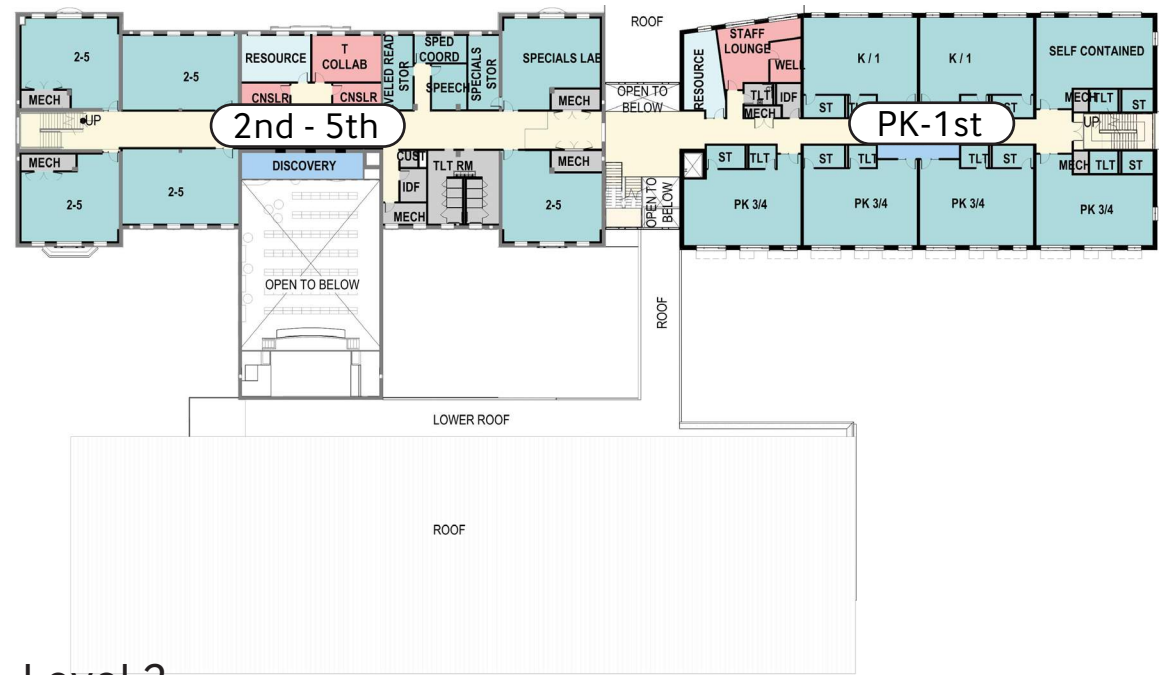 ROOF
2-5
2-5
RESOURCE
T
COLLAB
SPED
COORD
SPEECH
SPECIALS
STOR
SPECIALS LAB
RESOURCE
STAFF
LOUNGE
WELL
K / 1
K / 1
SELF CONTAINED
MECH
CNSLR
CNSLR
STOR
MECH
OPEN TO
BELOW
TLT
IDF
MECH
ST
ST
MECH
TLT
ST
UP
2nd - 5th
PK-1st
UP
MECH
DISCOVERY
CUST
TLT RM
IDF
MECH
MECH
ST
TLT
ST
TLT
TLT
ST
MECH
TLT
ST
2-5
2-5
2-5
OPEN TO
BELOW
PK 3/4
PK 3/4
PK 3/4
PK 3/4
OPEN TO BELOW
ROOF
LOWER ROOF
ROOF